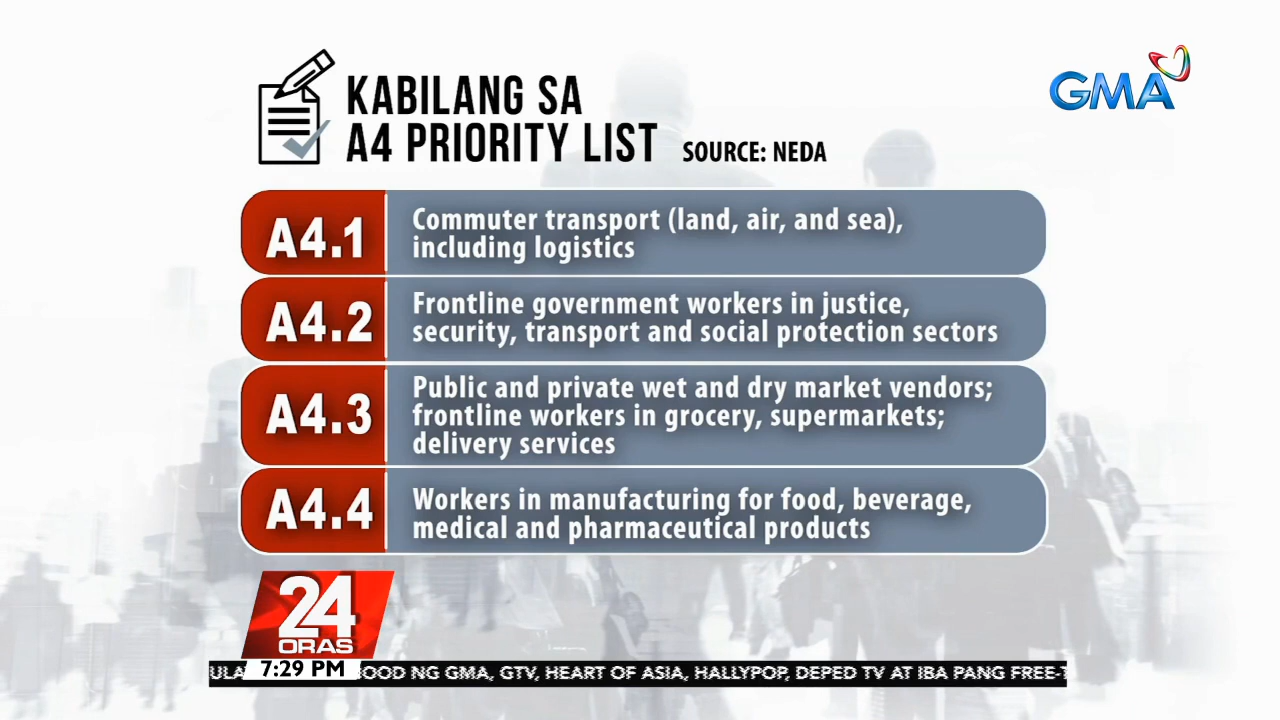 KABILANG SA
A4 PRIORITY LIST SOURCE: NEDA
GMA
A4.1
Commuter transport (land, air, and sea),
including logistics
A4.2
Frontline government workers in justice,
security, transport and social protection sectors
A4.3
Public and private wet and dry market vendors;
frontline workers in grocery, supermarkets;
delivery services
A4.4
Workers in manufacturing for food, beverage,
medical and pharmaceutical products
24
ORAS
7:29 PM
NG GMA, GTV, HEART OF ASIA, HALLYPOP, DEPED TV AT IBA PANG FREE-